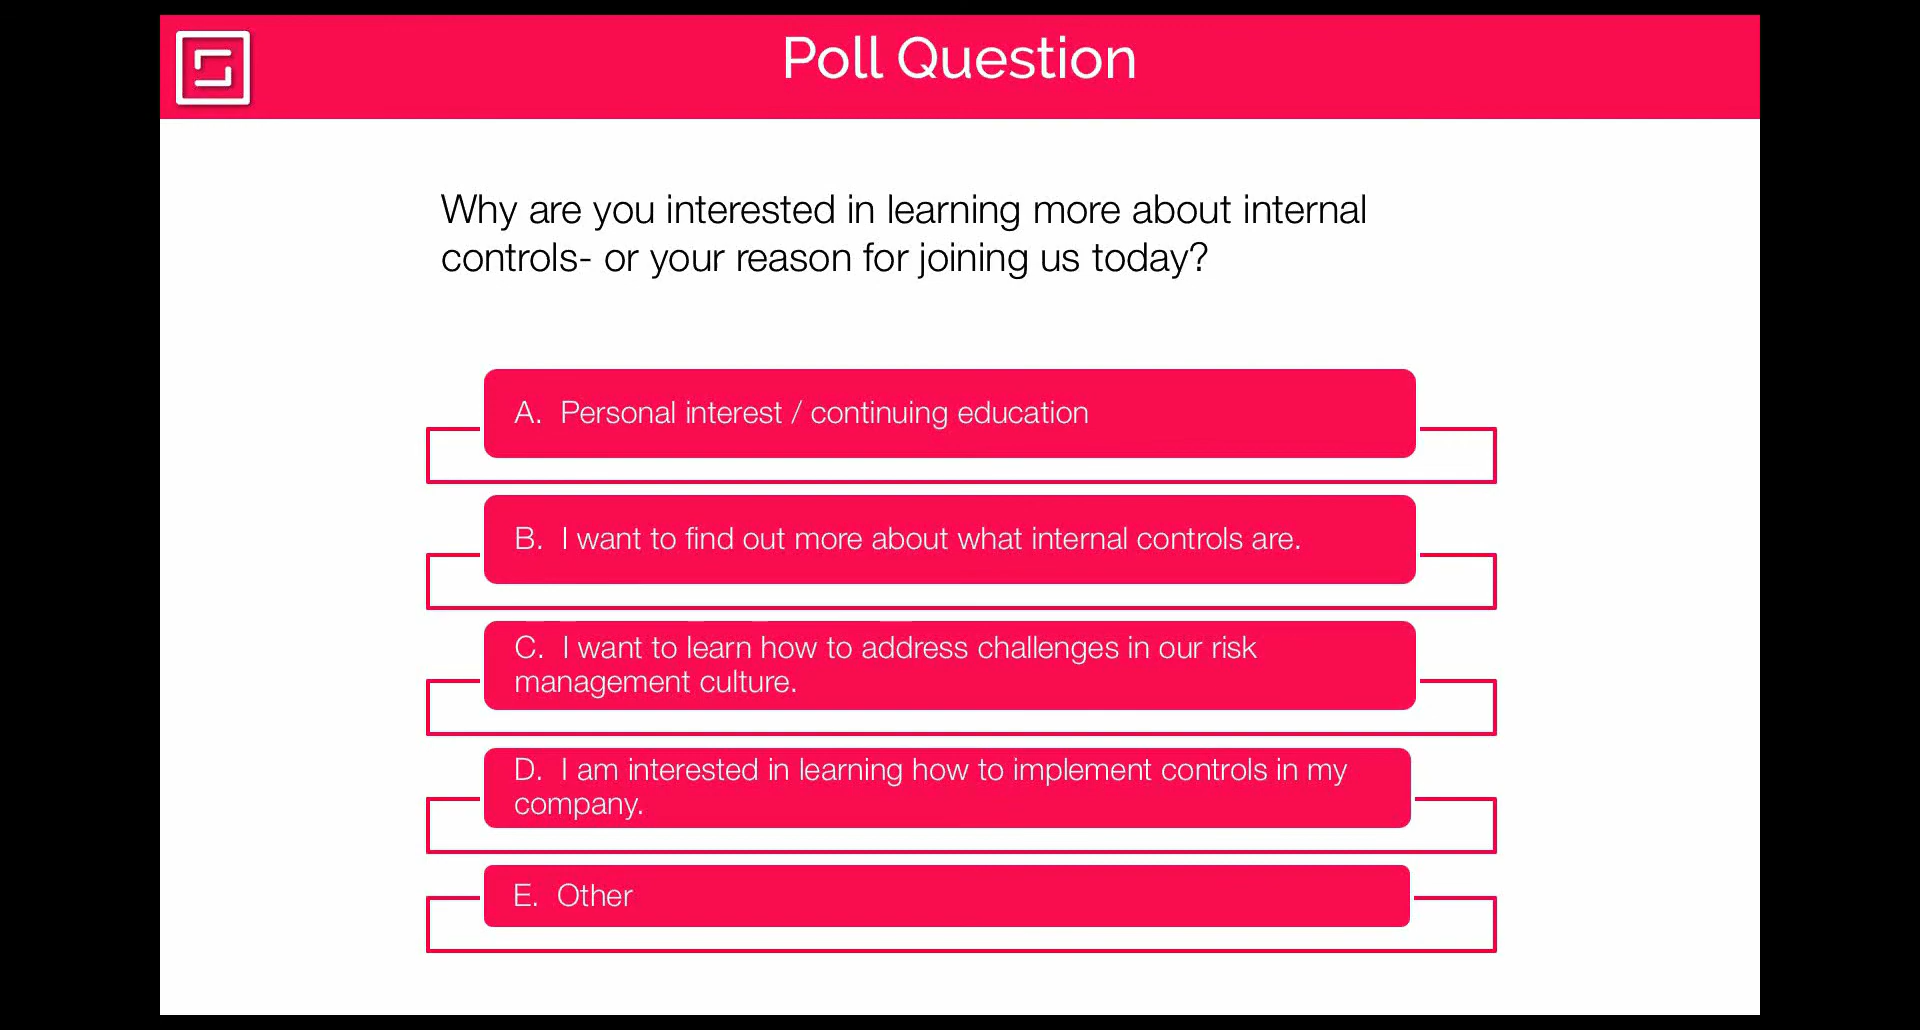 Poll Question
Why are you interested in learning more about internal
controls- or your reason for joining us today?
A. Personal interest / continuing education
B. I want to find out more about what internal controls are.
C. I want to learn how to address challenges in our risk
management culture.
D. I am interested in learning how to implement controls in my
company.
E. Other